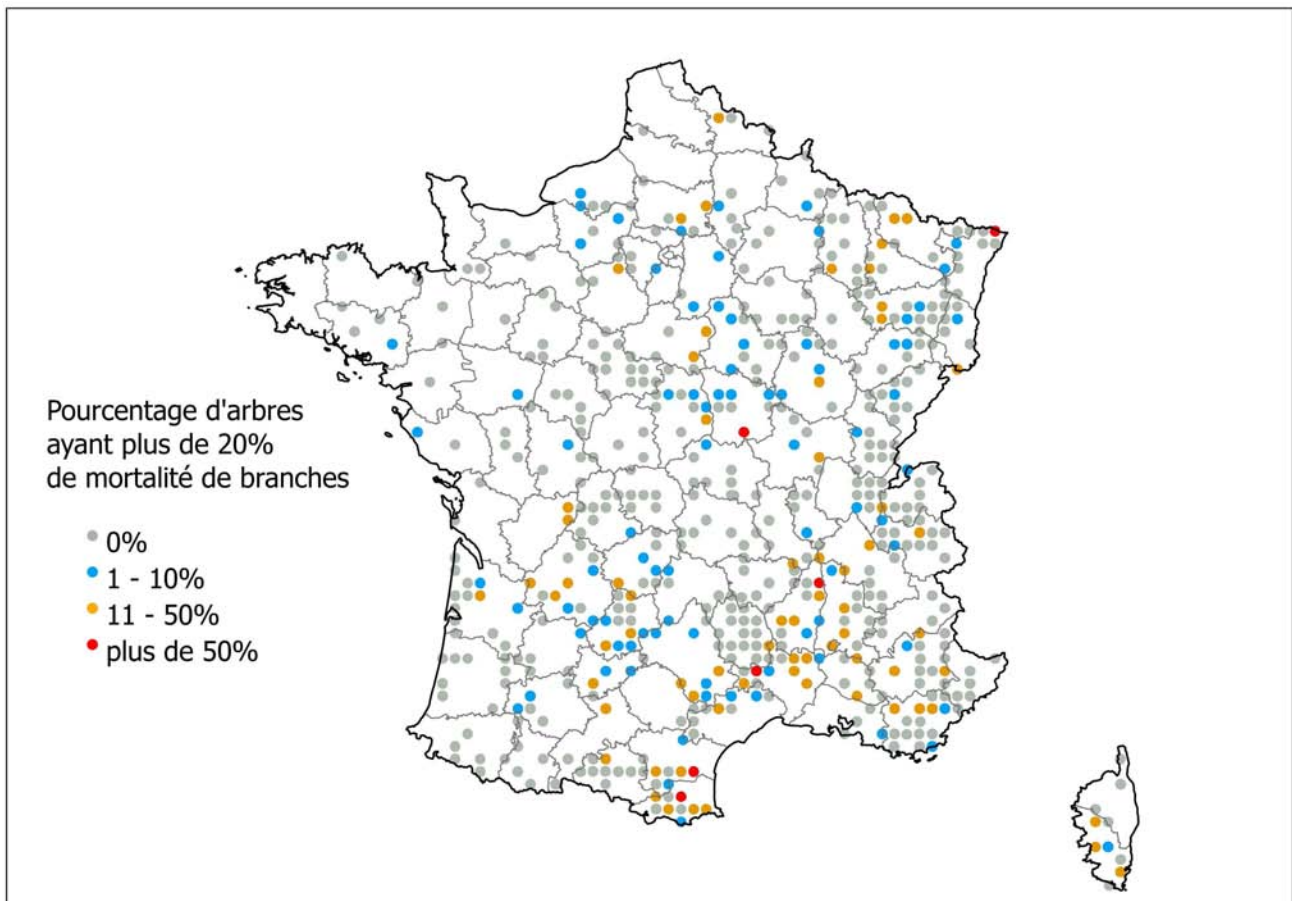 Pourcentage d'arbres
ayant plus de 20%
de mortalité de branches
0%
1 - 10%
11 - 50%
plus de 50%